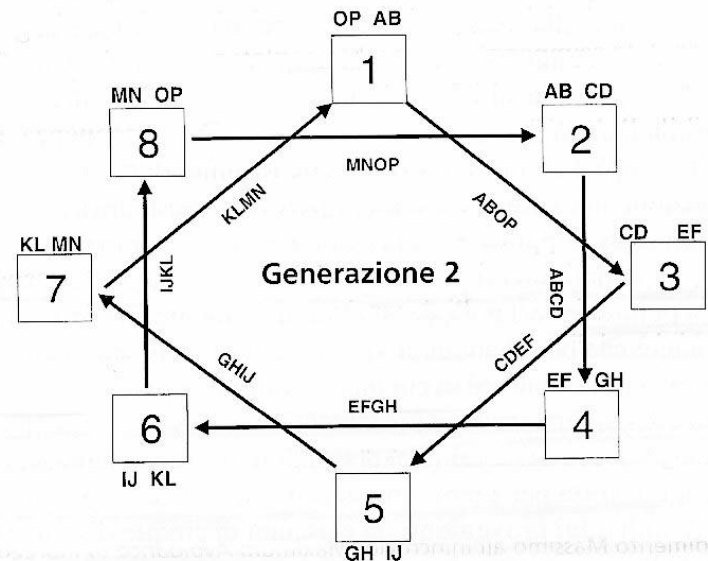 OP AB
1
MN OP
8
AB CD
2
MNOP
KLMN
ABOP
KL MN
7
IJKL
Generazione 2
ABCD
CD EF
3
GHIJ
CDEF
EFGH
EF GH
4
6
IJ KL
5
GH IJ